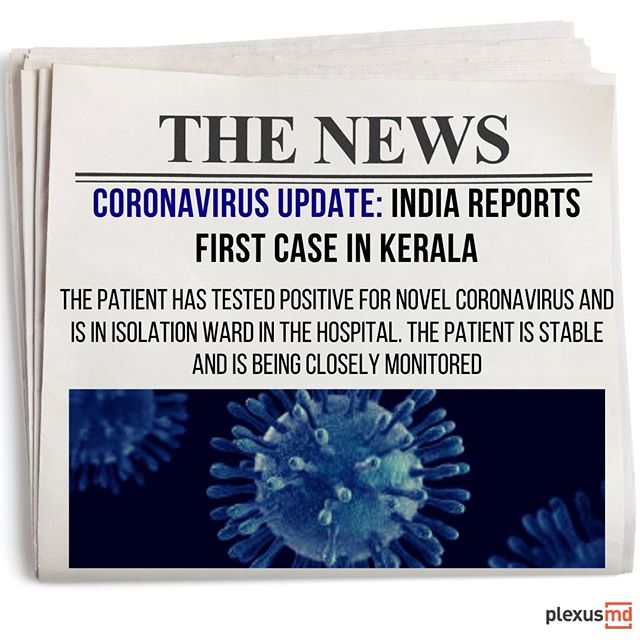 THE NEWS
CORONAVIRUS UPDATE: INDIA REPORTS
FIRST CASE IN KERALA
THE PATIENT HAS TESTED POSITIVE FOR NOVEL CORONAVIRUS AND
IS IN ISOLATION WARD IN THE HOSPITAL. THE PATIENT IS STABLE
AND IS BEING CLOSELY MONITORED
plexusmd